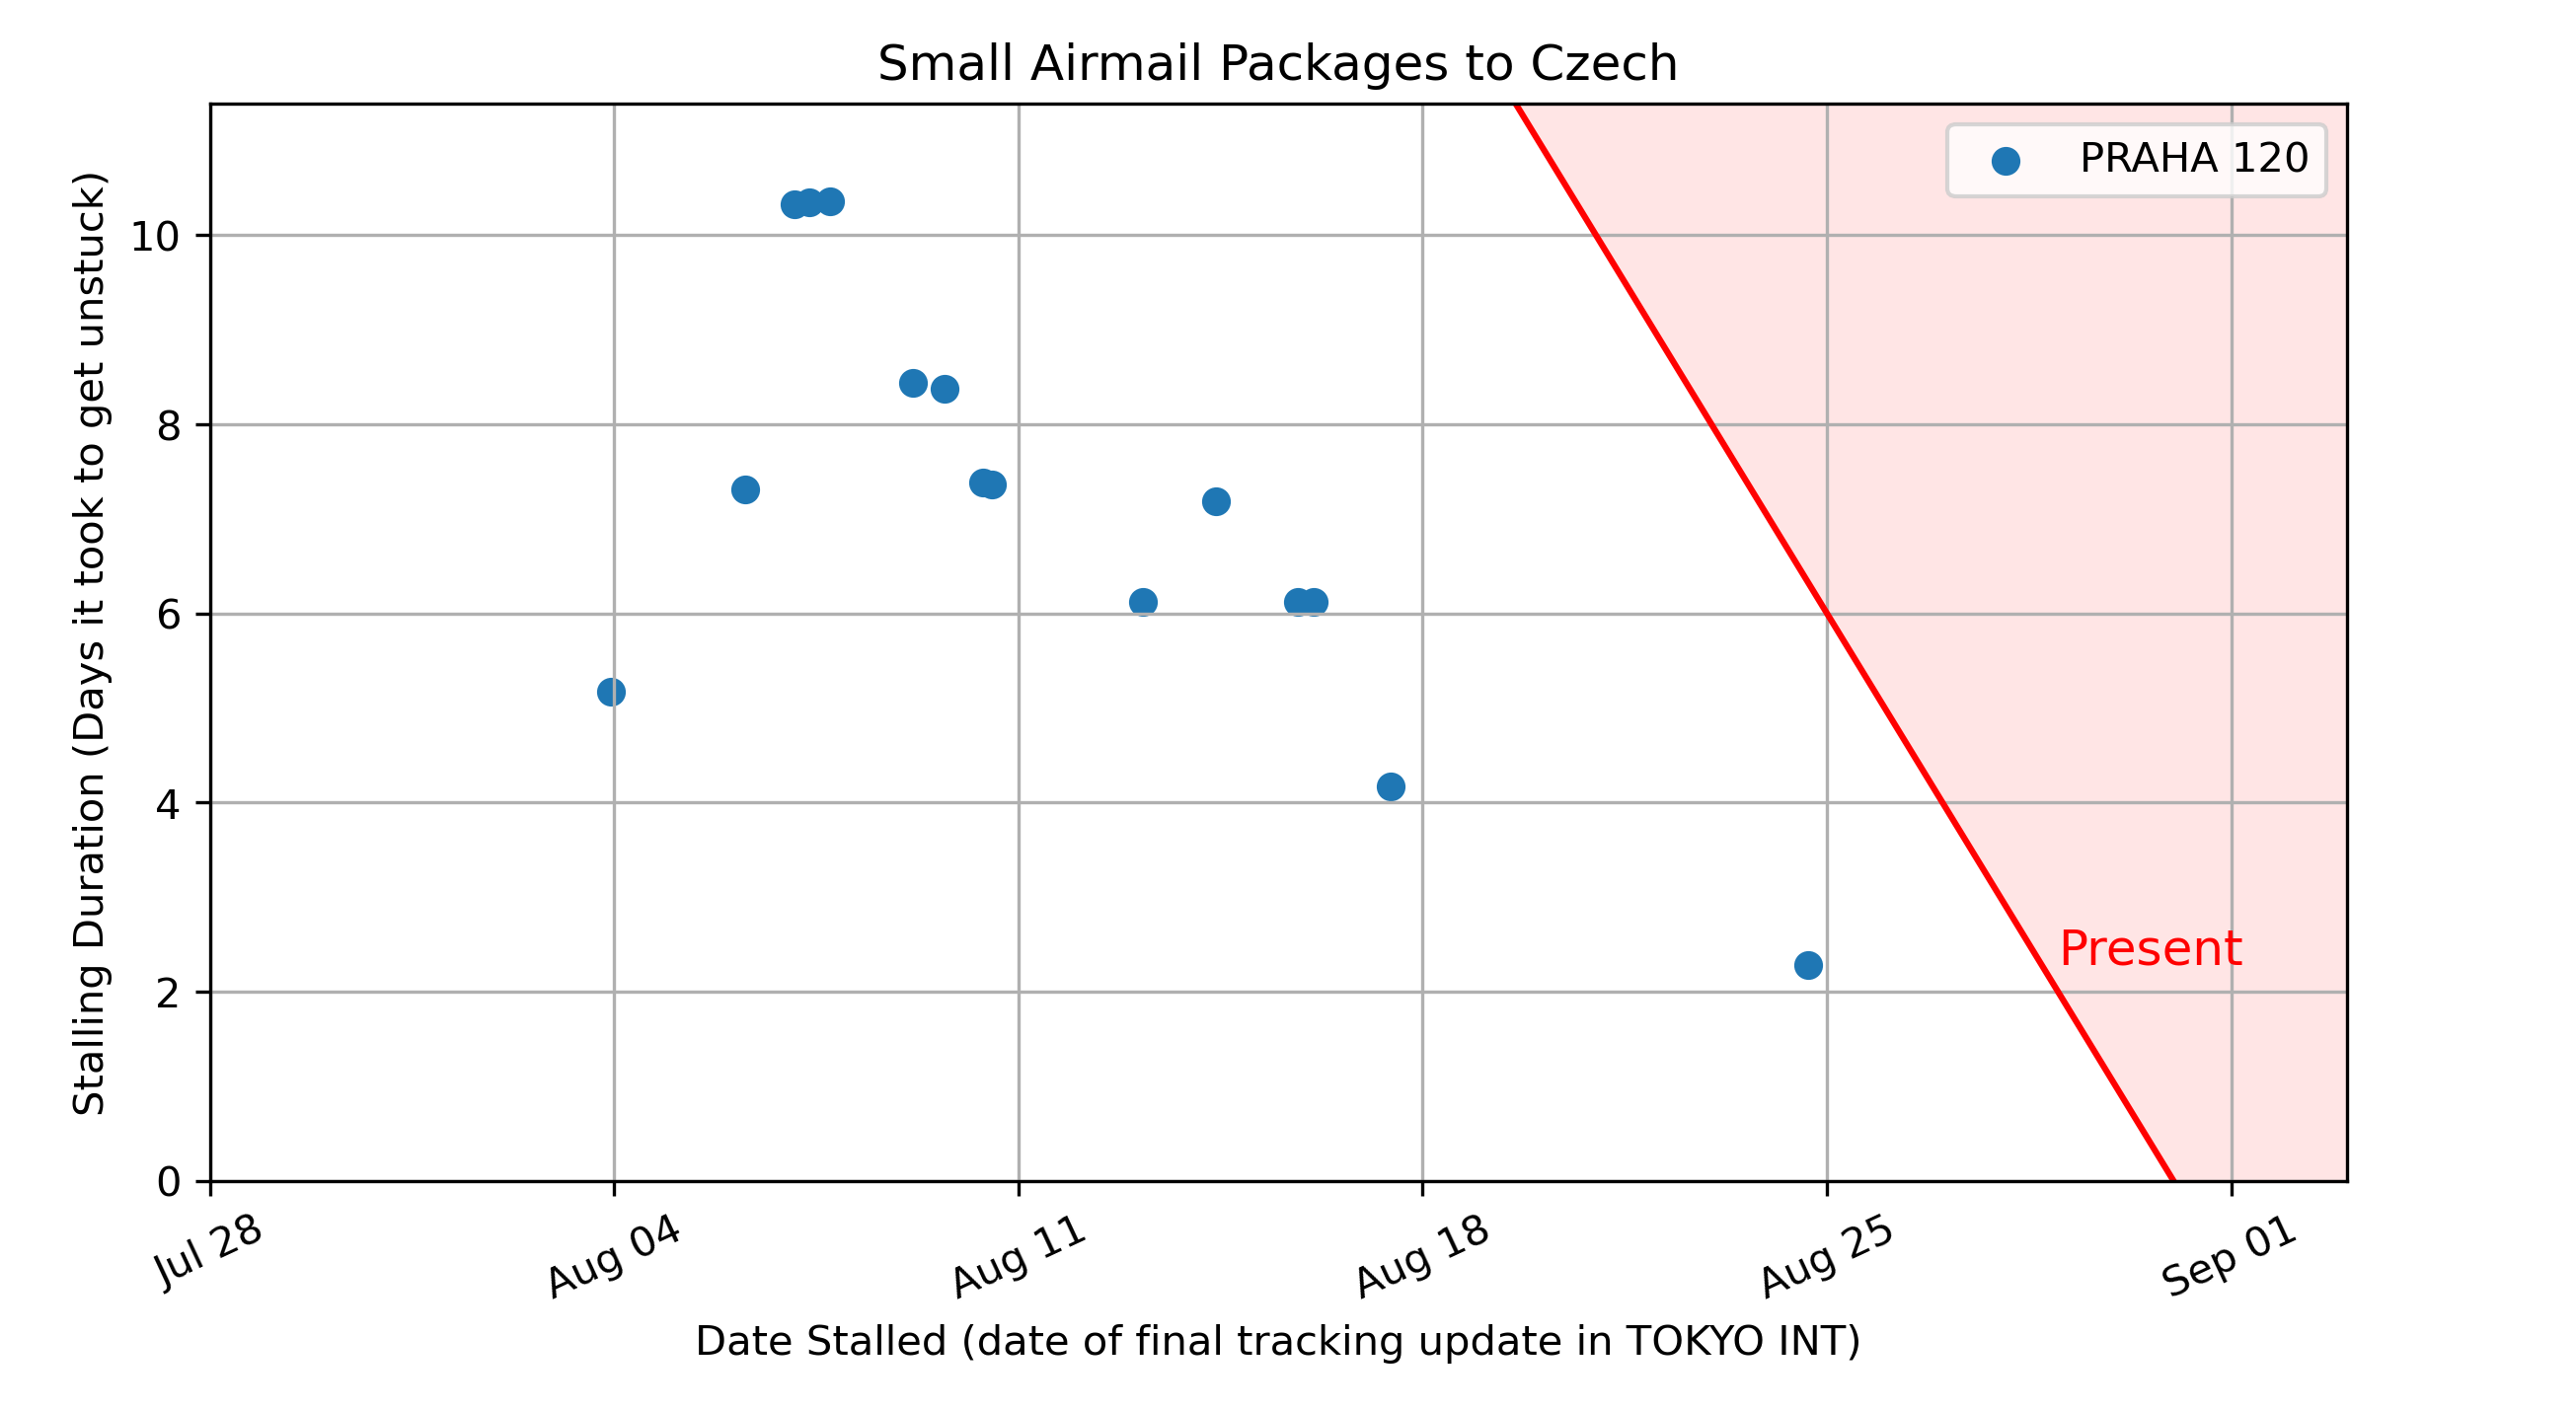 Small Airmail Packages to Czech
PRAHA 120
Stalling Duration (Days it took to get unstuck)
10
8
6
4
2
0
Present
Jul 28
Aug 04
Aug 11
Aug 18
Aug 25
Sep 01
Date Stalled (date of final tracking update in TOKYO INT)